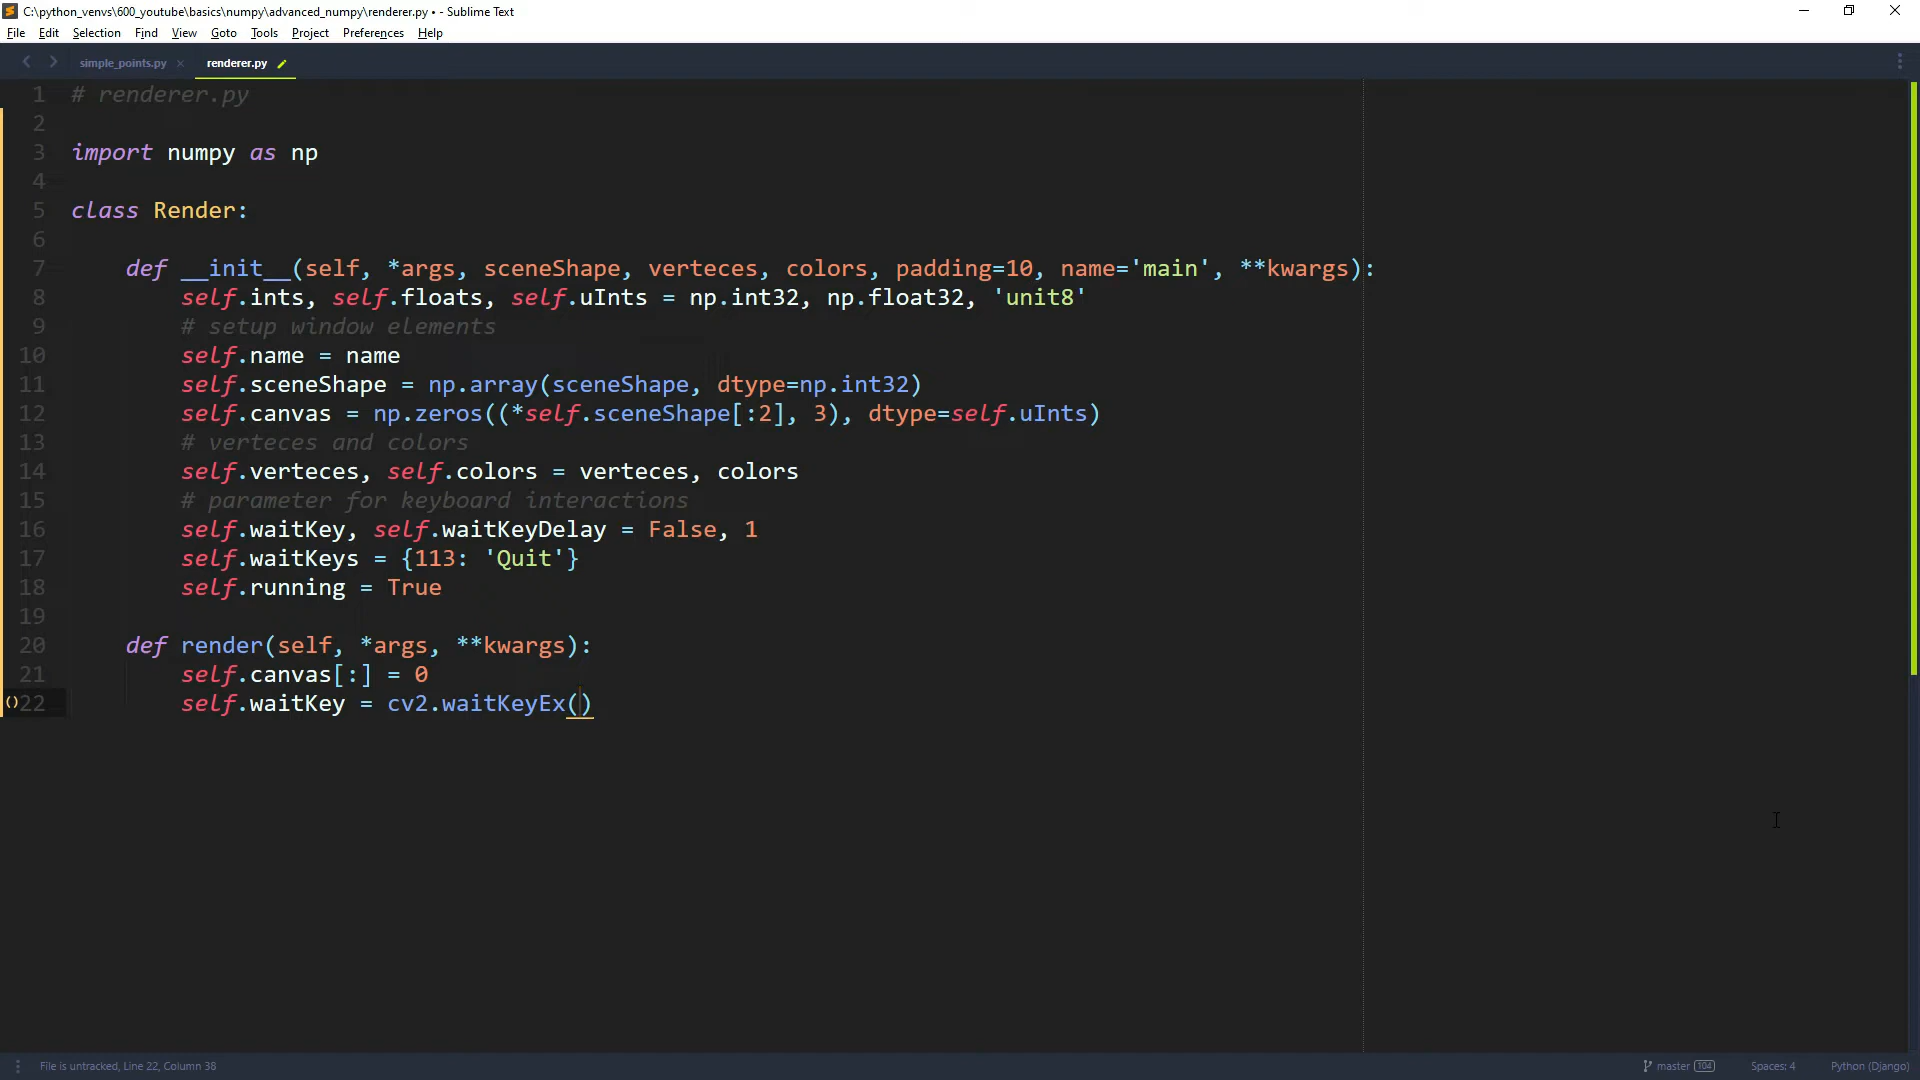 C:\python_venvs\600_youtube\basics\numpy\advanced_numpy\renderer.py • - Sublime Text
File Edit Selection Find View Goto Tools Project Preferences Help
simple_points.py × renderer.py
1 # renderer.py
2
3 import numpy as np
4
5 class Render:
6
7 def __init__(self, *args, sceneShape, verteces, colors, padding=10, name='main', **kwargs):
8 self.ints, self.floats, self.uInts = np.int32, np.float32, 'unit8'
9 # setup window elements
10 self.name = name
11 self.sceneShape = np.array(sceneShape, dtype=np.int32)
12 self.canvas = np.zeros((*self.sceneShape[:2], 3), dtype=self.uInts)
13 # verteces and colors
14 self.verteces, self.colors = verteces, colors
15 # parameter for keyboard interactions
16 self.waitKey, self.waitKeyDelay = False, 1
17 self.waitKeys = {113: 'Quit'}
18 self.running = True
19
20 def render(self, *args, **kwargs):
21 self.canvas[:] = 0
()22 self.waitKey = cv2.waitKeyEx()
File is untracked, Line 22, Column 38 master 104 Spaces: 4 Python (Django)